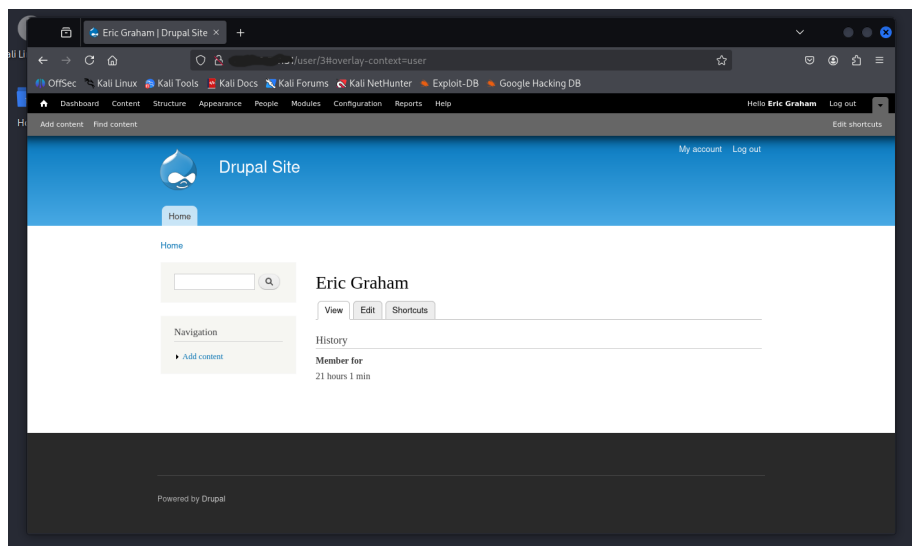 ali Li
Eric Graham | Drupal Site
/user/3#overlay-context=user
OffSec Kali Linux Kali Tools Kali Docs Kali Forums Kali NetHunter Exploit-DB Google Hacking DB
Dashboard Content Structure Appearance People Modules Configuration Reports Help Hello Eric Graham Log out
Add content Find content Edit shortcuts
My account Log out
Drupal Site
Home
Home
Eric Graham
View Edit Shortcuts
Navigation
Add content
History
Member for
21 hours 1 min
Powered by Drupal